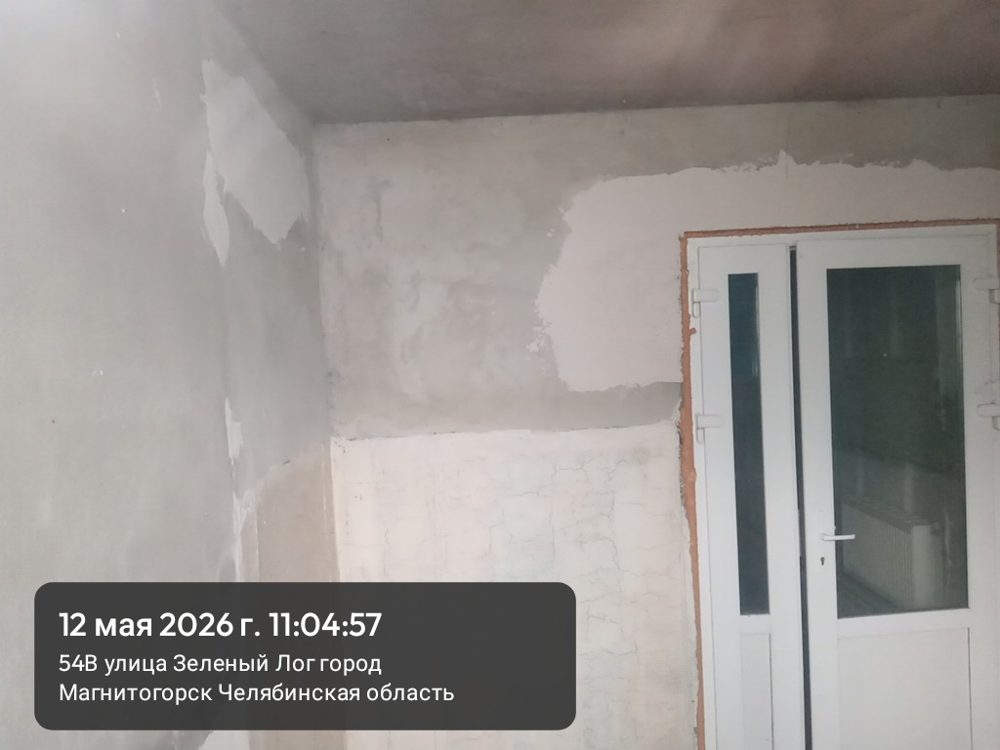 12 мая 2026 г. 11:04:57
54В улица Зеленый Лог город
Магнитогорск Челябинская область